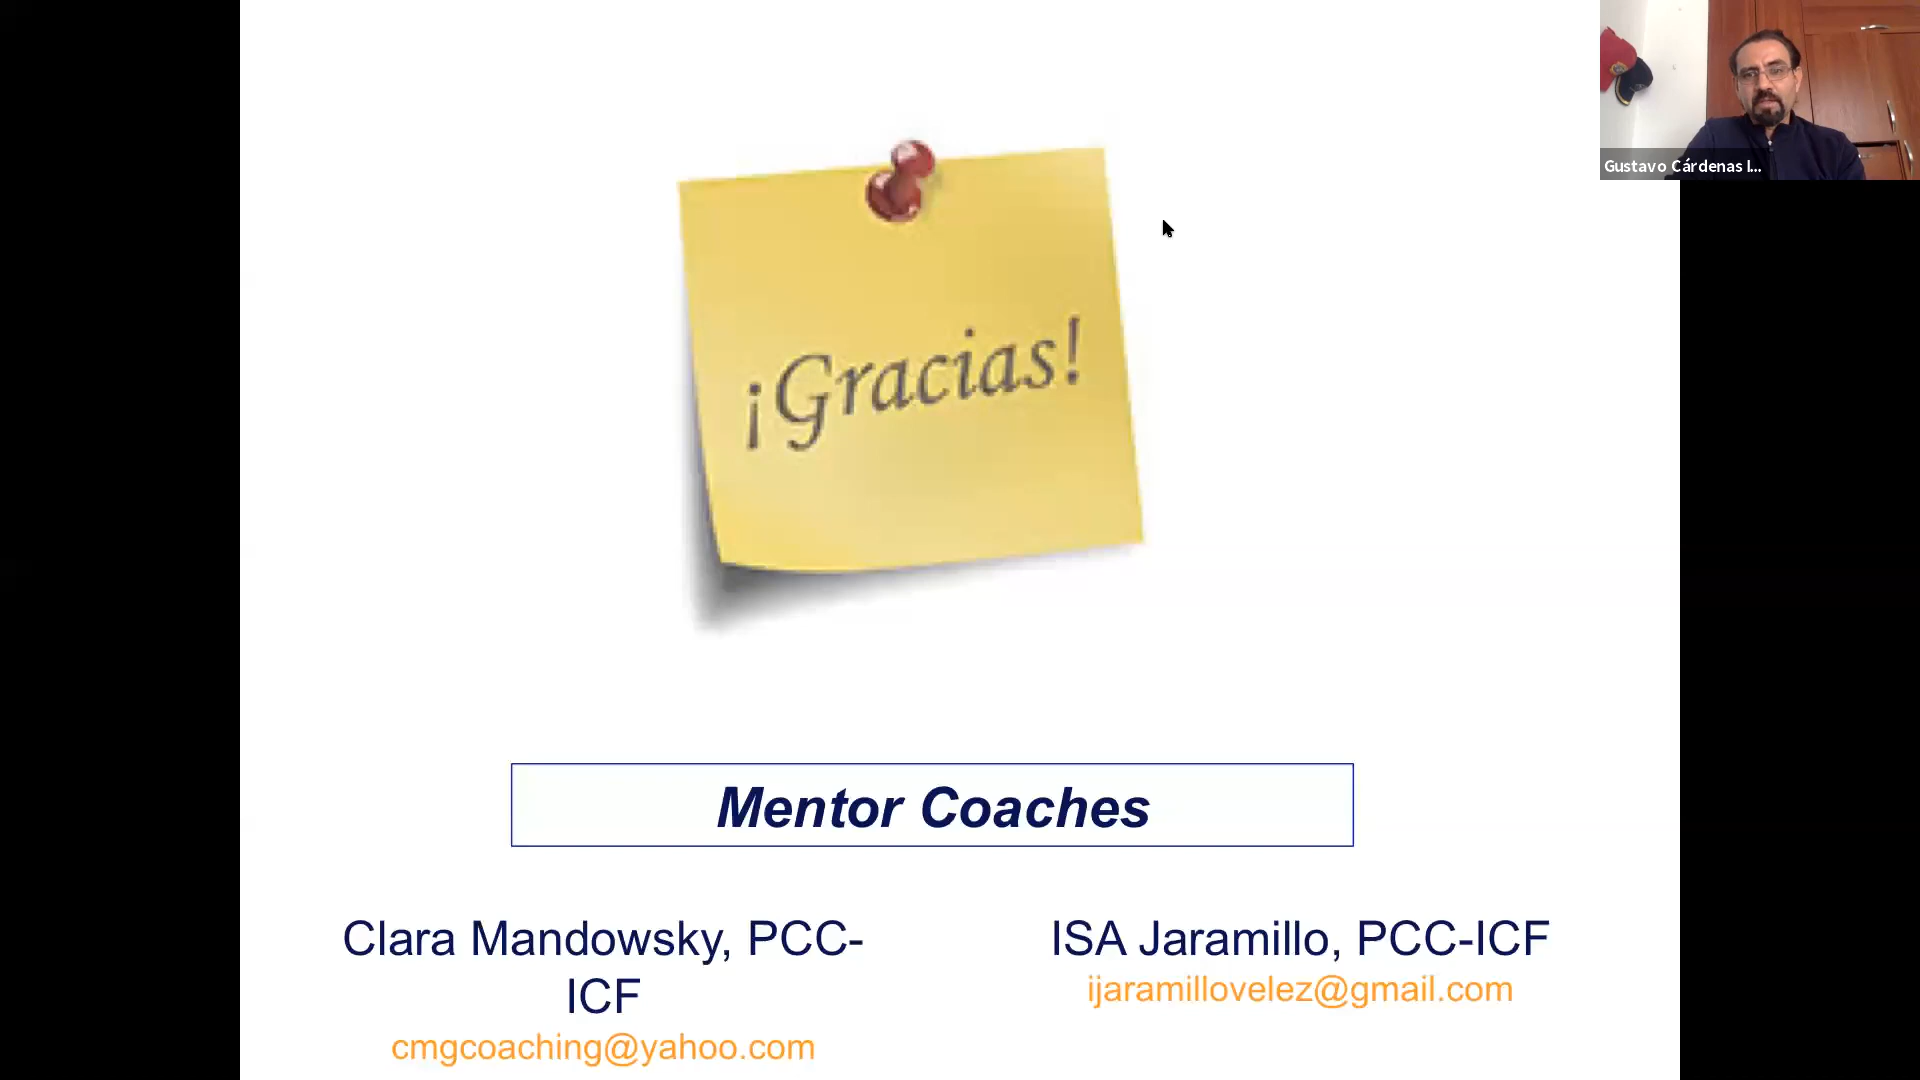 Gustavo Cárdenas I...
¡Gracias!
Mentor Coaches
Clara Mandowsky, PCC-
ICF
cmgcoaching@yahoo.com
ISA Jaramillo, PCC-ICF
ijaramillovelez@gmail.com